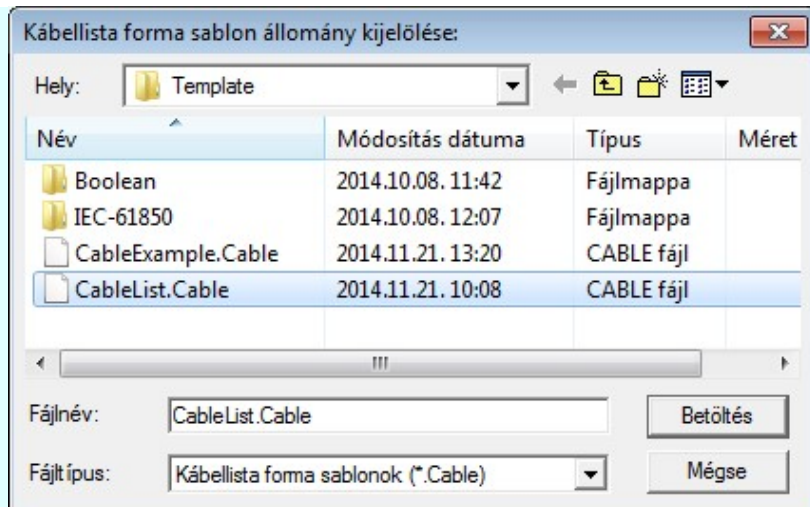 Kábellista forma sablon állomány kijelölése:
Hely: Template
Név Módosítás dátuma Típus Méret
Boolean 2014.10.08. 11:42 Fájlmappa
IEC-61850 2014.10.08. 12:07 Fájlmappa
CableExample.Cable 2014.11.21. 13:20 CABLE fájl
CableList.Cable 2014.11.21. 10:08 CABLE fájl
Fájlnév: CableList.Cable Betöltés
Fájltípus: Kábellista forma sablonok (*.Cable) Mégse